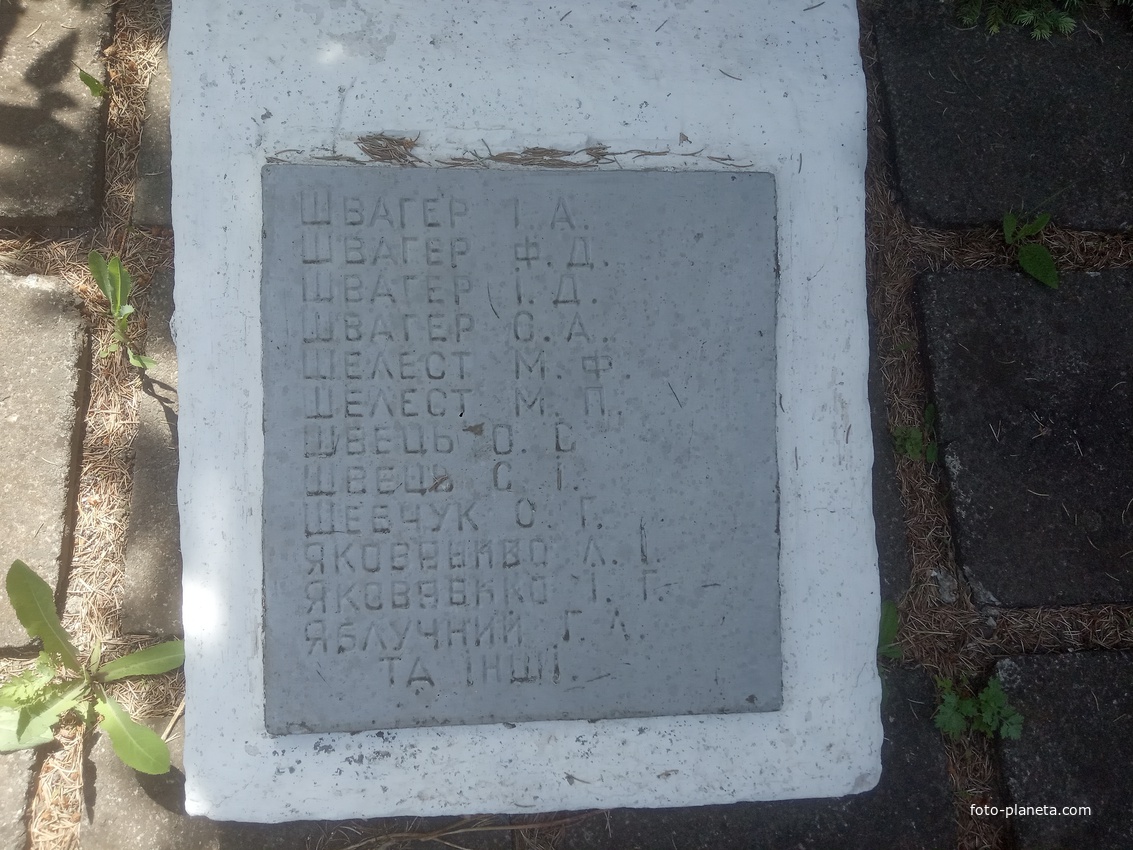 ШВАГЕР І. А.
ШВАГЕР Ф. Д.
ШВАГЕР І. Д.
ШВАГЕР О. А.
ШЕЛЕСТ М. Ф.
ШЕЛЕСТ М. П.
ШВЕЦЬ О. С
ШВЕЦЬ С І.
ШЕВЧУК О. Г.
І.
І. Г.
ЯБЛУЧНИЙ Г.
ТА ІНШІ.
foto-planeta.com